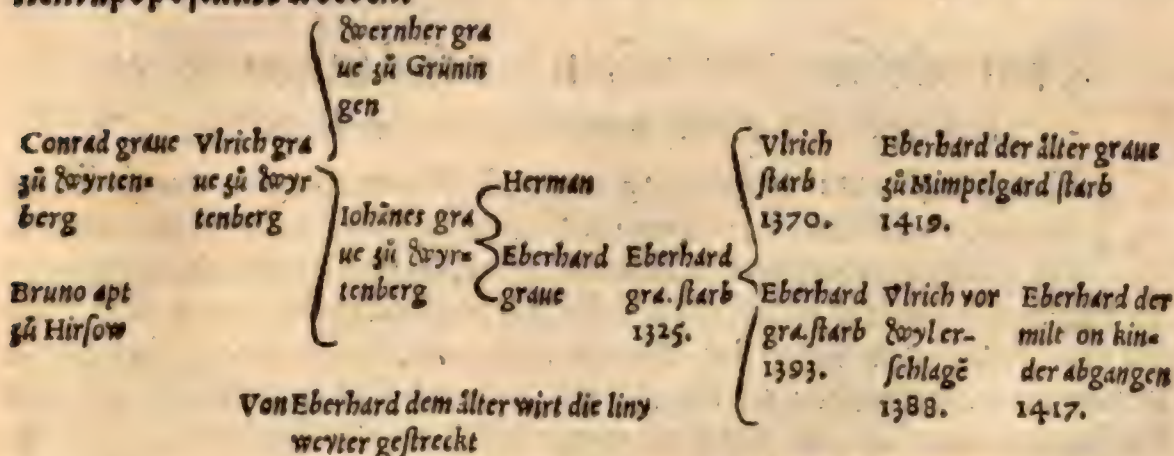 Wernher gra
ue zů Grünin
gen
Conrad graue
zů Wyrten=
berg
Vlrich gra
ue zů Wyr
tenberg
Bruno apt
zů Hirſow
Iohānes gra
ue zů Wyr=
tenberg
Herman
Eberhard
graue
Eberhard
gra. ſtarb
1325.
Vlrich
ſtarb
1370.
Eberhard der ålter graue
zů Mimpelgard ſtarb
1419.
Eberhard
gra. ſtarb
1393.
Vlrich vor
Wyl er-
ſchlagē
1388.
Eberhard der
milt on kin=
der abgangen
1417.
Von Eberhard dem ålter wirt die liny
weyter geſtreckt